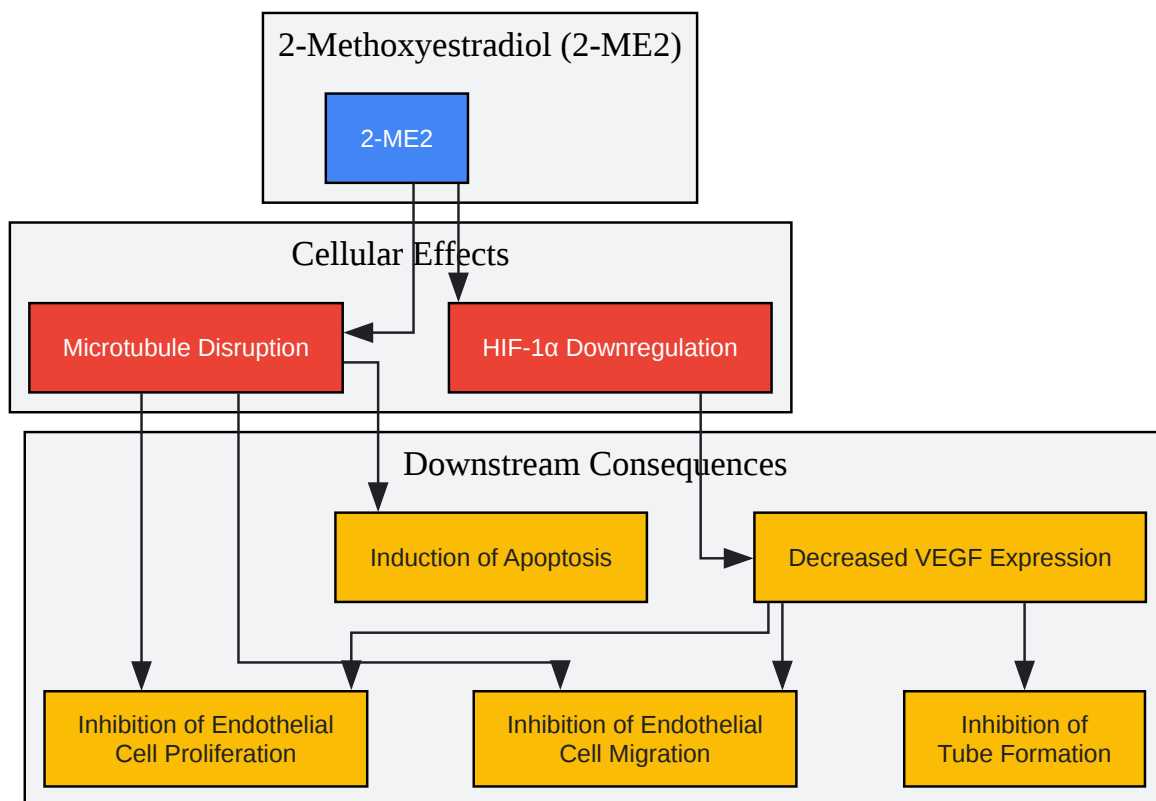 2-Methoxyestradiol (2-ME2)
2-ME2
Cellular Effects
Microtubule Disruption
HIF-1α Downregulation
Downstream Consequences
Induction of Apoptosis
Decreased VEGF Expression
Inhibition of Endothelial
Cell Proliferation
Inhibition of Endothelial
Cell Migration
Inhibition of
Tube Formation